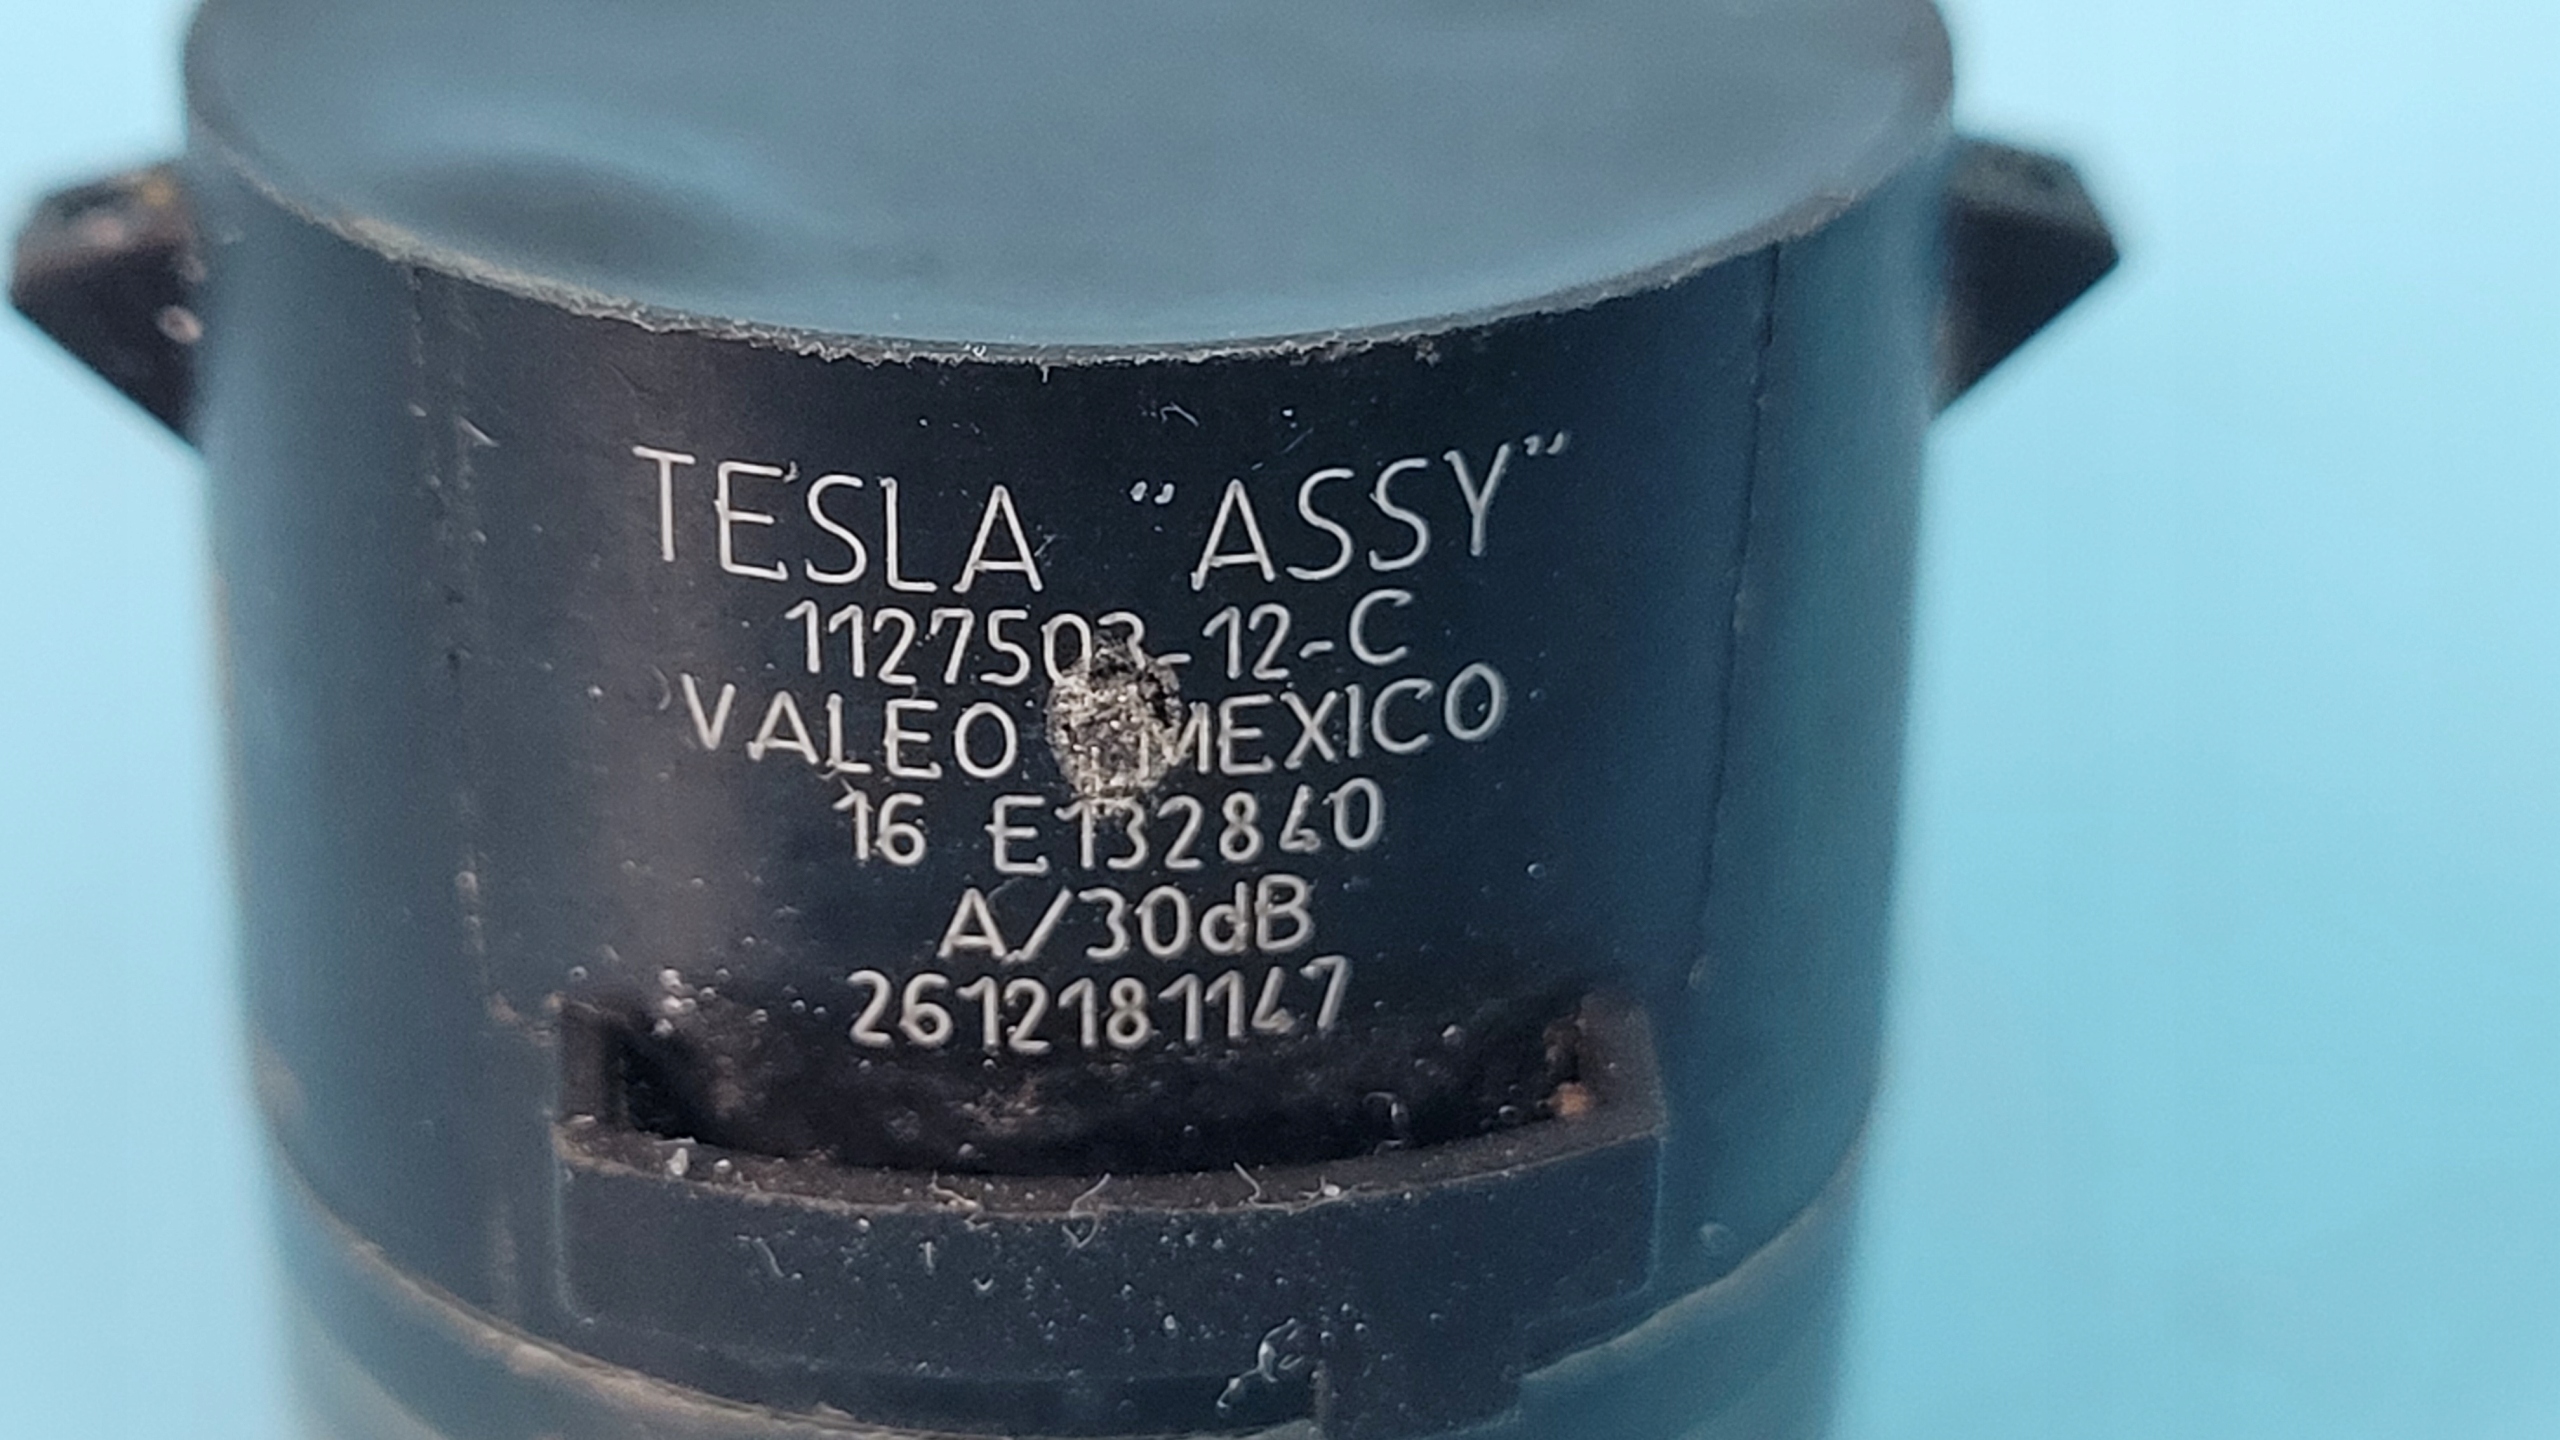 TESLA "ASSY"
1127503-12-C
VALEO MEXICO
16 E132840
A/30dB
2612181147